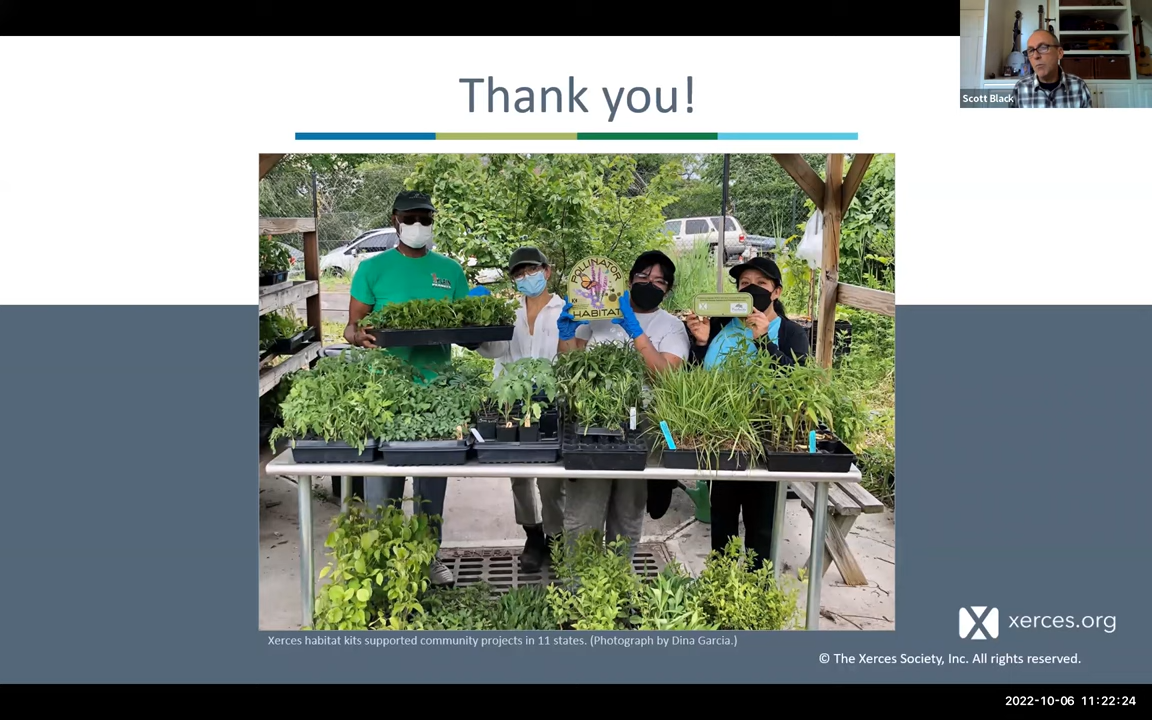 Thank you!
Scott Black
POLLINATOR
HABITAT
Xerces habitat kits supported community projects in 11 states. (Photograph by Dina Garcia.)
xerces.org
© The Xerces Society, Inc. All rights reserved.
2022-10-06 11:22:24